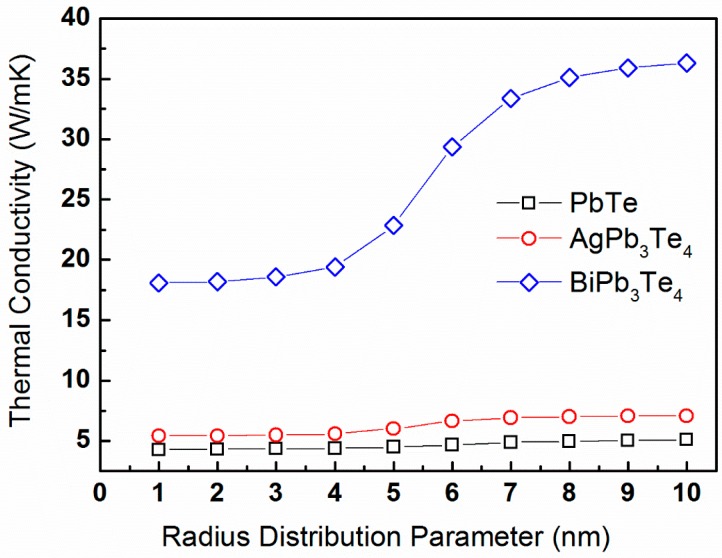 40
35
30
25
20
15
10
5
Thermal Conductivity (W/mK)
PbTe
AgPb₃Te₄
BiPb₃Te₄
0 1 2 3 4 5 6 7 8 9 10
Radius Distribution Parameter (nm)